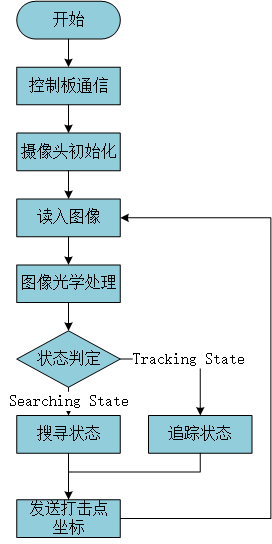 开始
控制板通信
摄像头初始化
读入图像
图像光学处理
状态判定
Tracking State
Searching State
搜寻状态
追踪状态
发送打击点
坐标